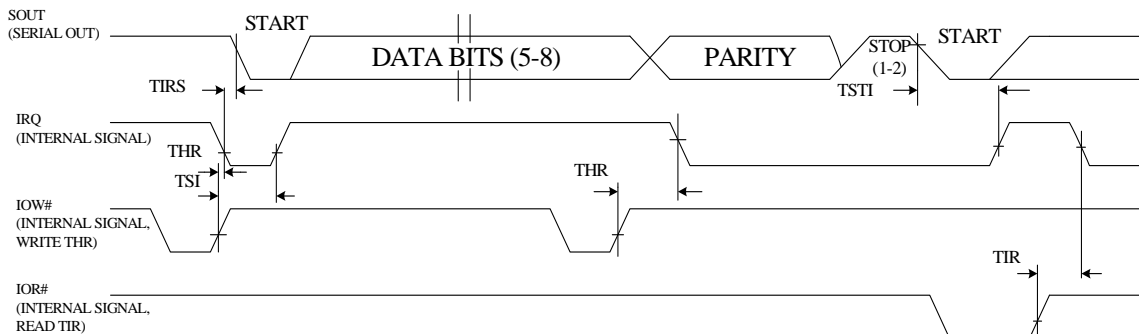 SOUT
(SERIAL OUT)
START
DATA BITS (5-8)
PARITY
STOP
(1-2)
START
TIRS
TSTI
IRQ
(INTERNAL SIGNAL)
THR
TSI
THR
IOW#
(INTERNAL SIGNAL,
WRITE THR)
TIR
IOR#
(INTERNAL SIGNAL,
READ TIR)